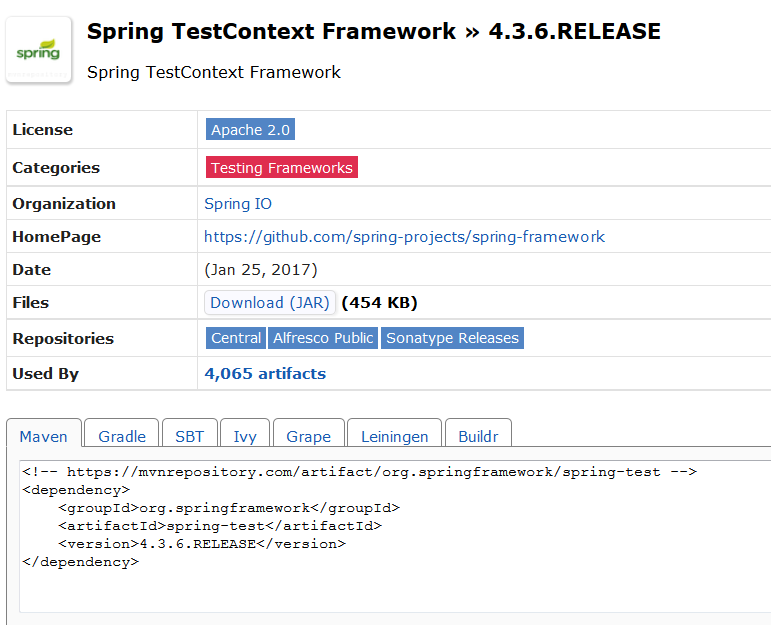 Spring TestContext Framework » 4.3.6.RELEASE
spring
Spring TestContext Framework
License Apache 2.0
Categories Testing Frameworks
Organization Spring IO
HomePage https://github.com/spring-projects/spring-framework
Date (Jan 25, 2017)
Files Download (JAR) (454 KB)
Repositories Central Alfresco Public Sonatype Releases
Used By 4,065 artifacts
Maven Gradle SBT Ivy Grape Leiningen Buildr
<!-- https://mvnrepository.com/artifact/org.springframework/spring-test -->
<dependency>
    <groupId>org.springframework</groupId>
    <artifactId>spring-test</artifactId>
    <version>4.3.6.RELEASE</version>
</dependency>